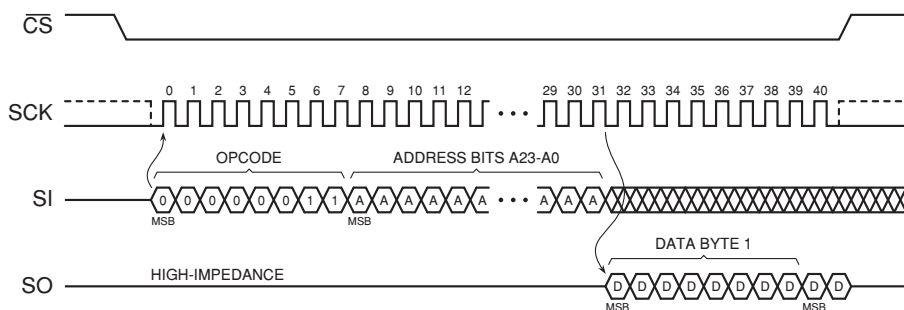 CS
0 1 2 3 4 5 6 7 8 9 10 11 12 29 30 31 32 33 34 35 36 37 38 39 40
SCK
OPCODE ADDRESS BITS A23-A0
SI 0 0 0 0 0 0 1 1 A A A A A A A A A
MSB MSB
DATA BYTE 1
HIGH-IMPEDANCE
SO D D D D D D D D D D
MSB MSB